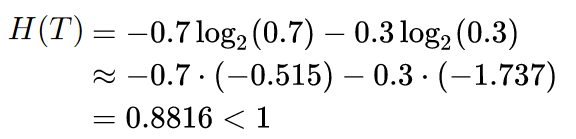 H(T) = −0.7 log₂(0.7) − 0.3 log₂(0.3)
≈ −0.7 · (−0.515) − 0.3 · (−1.737)
= 0.8816 < 1